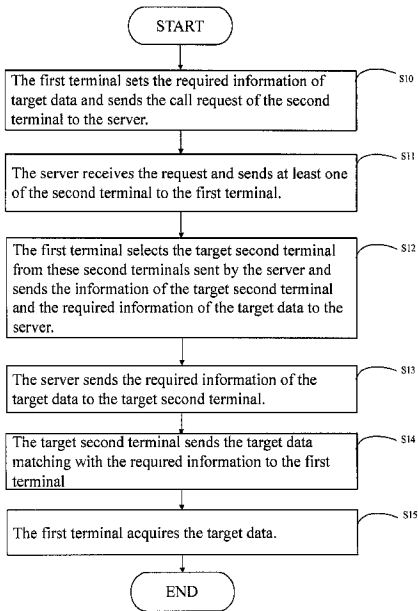 START
The first terminal sets the required information of
target data and sends the call request of the second
terminal to the server.
S10
The server receives the request and sends at least one
of the second terminal to the first terminal.
S11
The first terminal selects the target second terminal
from these second terminals sent by the server and
sends the information of the target second terminal
and the required information of the target data to the
server.
S12
The server sends the required information of the
target data to the target second terminal.
S13
The target second terminal sends the target data
matching with the required information to the first
terminal
S14
The first terminal acquires the target data.
S15
END